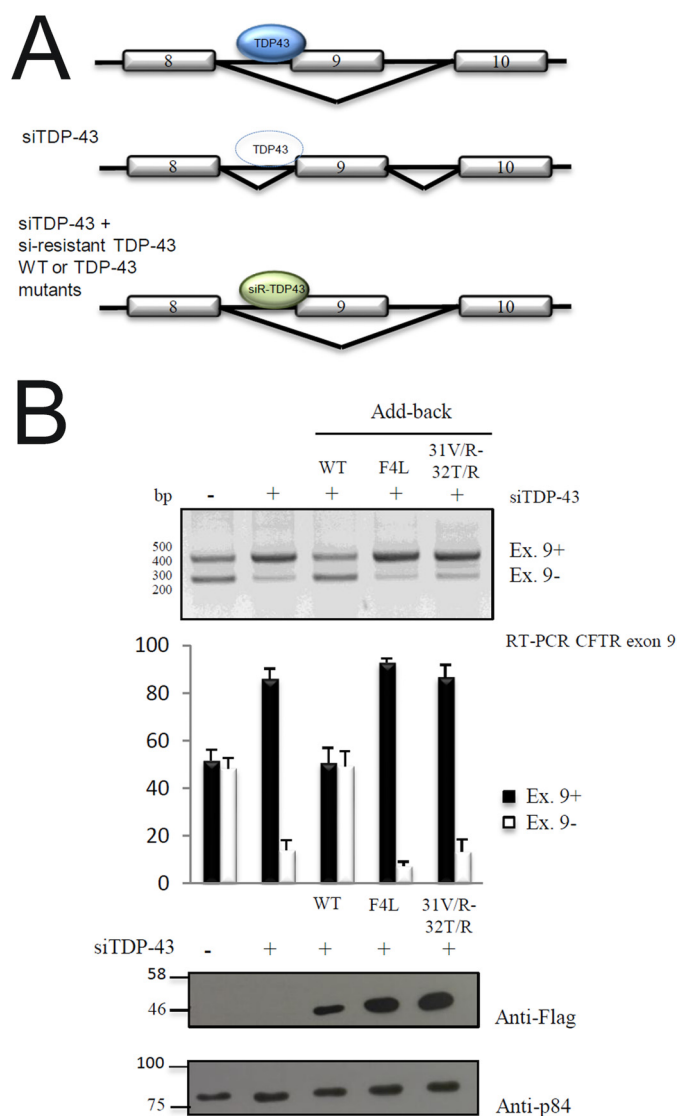 A
TDP43
8 9 10
siTDP-43
TDP43
8 9 10
siTDP-43 +
si-resistant TDP-43
WT or TDP-43
mutants
siR-TDP43
8 9 10
B
Add-back
WT F4L 31V/R-
32T/R
bp - + + + + siTDP-43
500
400
300
200
Ex. 9+
Ex. 9-
RT-PCR CFTR exon 9
100
80
60
40
20
0
Ex. 9+
Ex. 9-
WT F4L 31V/R-
32T/R
siTDP-43 - + + + +
58
46
Anti-Flag
100
75
Anti-p84